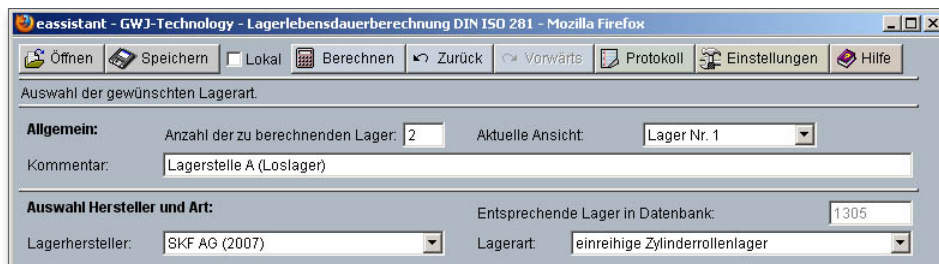 eassistant - GWJ-Technology - Lagerlebensdauerberechnung DIN ISO 281 - Mozilla Firefox
Öffnen Speichern Lokal Berechnen Zurück Vorwärts Protokoll Einstellungen Hilfe
Auswahl der gewünschten Lagerart.
Allgemein: Anzahl der zu berechnenden Lager: 2 Aktuelle Ansicht: Lager Nr. 1
Kommentar: Lagerstelle A (Loslager)
Auswahl Hersteller und Art: Entsprechende Lager in Datenbank: 1305
Lagerhersteller: SKF AG (2007) Lagerart: einreihige Zylinderrollenlager